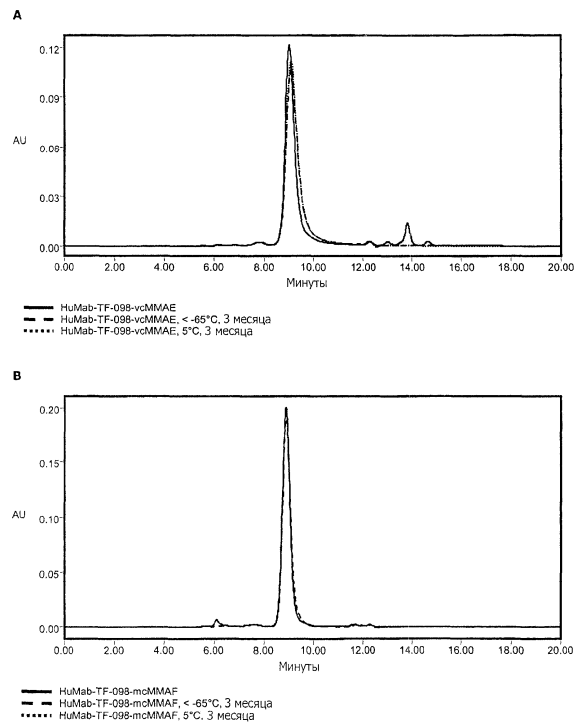 A
0.12
0.09
AU
0.06
0.03
0.00
0.00 2.00 4.00 6.00 8.00 10.00 12.00 14.00 16.00 18.00 20.00
Минуты
HuMab-TF-098-vcMMAE
HuMab-TF-098-vcMMAE, < -65°C, 3 месяца
HuMab-TF-098-vcMMAE, 5°C, 3 месяца
B
0.20
0.15
AU
0.10
0.05
0.00
0.00 2.00 4.00 6.00 8.00 10.00 12.00 14.00 16.00 18.00 20.00
Минуты
HuMab-TF-098-mcMMAF
HuMab-TF-098-mcMMAF, < -65°C, 3 месяца
HuMab-TF-098-mcMMAF, 5°C, 3 месяца